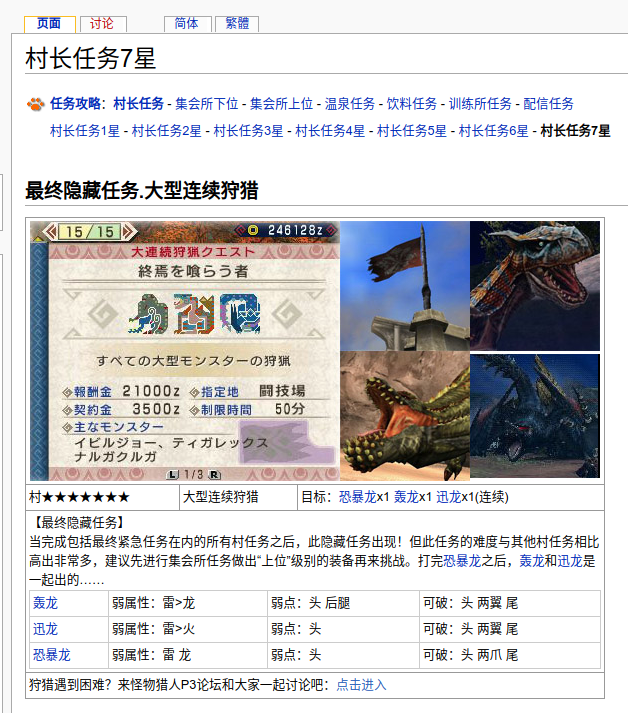 页面 讨论 简体 繁體
村长任务7星
任务攻略：村长任务 - 集会所下位 - 集会所上位 - 温泉任务 - 饮料任务 - 训练所任务 - 配信任务
村长任务1星 - 村长任务2星 - 村长任务3星 - 村长任务4星 - 村长任务5星 - 村长任务6星 - 村长任务7星
最终隐藏任务.大型连续狩猎
15/15 246128z
大連続狩猟クエスト
終焉を喰らう者
すべての大型モンスターの狩猟
報酬金 21000z 指定地 闘技場
契約金 3500z 制限時間 50分
主なモンスター
イビルジョー、ティガレックス
ナルガクルガ
L 1/3 R
村★★★★★★★ 大型连续狩猎 目标：恐暴龙x1 轰龙x1 迅龙x1(连续)
【最终隐藏任务】
当完成包括最终紧急任务在内的所有村任务之后，此隐藏任务出现！但此任务的难度与其他村任务相比
高出非常多，建议先进行集会所任务做出“上位”级别的装备再来挑战。打完恐暴龙之后，轰龙和迅龙是
一起出的……
轰龙 弱属性：雷>龙 弱点：头 后腿 可破：头 两翼 尾
迅龙 弱属性：雷>火 弱点：头 可破：头 两翼 尾
恐暴龙 弱属性：雷 龙 弱点：头 可破：头 两爪 尾
狩猎遇到困难？来怪物猎人P3论坛和大家一起讨论吧：点击进入